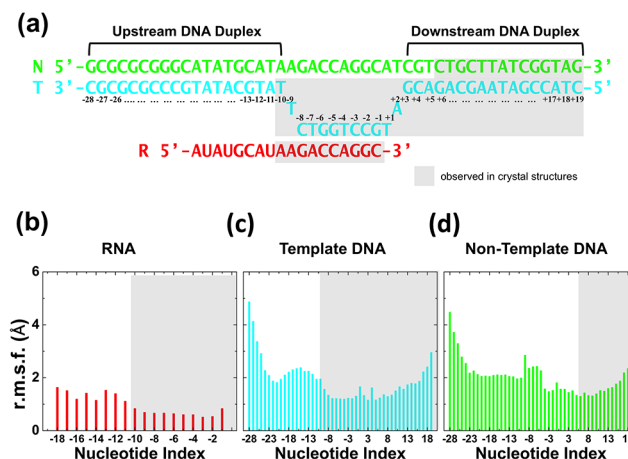 (a)
Upstream DNA Duplex
Downstream DNA Duplex
N 5'-GCGCGCGGGCATATGCATAAGACCAGGCATCGTCTGCTTATCGGTAG-3'
T 3'-CGCGCGCCCGTATACGTAT GCAGACGAATAGCCATC-5'
-28 -27 -26 ... ... ... ... ... ... ... -13-12-11-10-9 +2+3 +4 +5 +6 ... ... ... ... ... +17+18+19
T A
-8 -7 -6 -5 -4 -3 -2 -1 +1
CTGGTCCGT
R 5'-AUAUGCAUAAGACCAGGC-3'
observed in crystal structures
(b) (c) (d)
RNA Template DNA Non-Template DNA
r.m.s.f. (Å)
6
4
2
0
-18 -16 -14 -12 -10 -8 -6 -4 -2
-28 -23 -18 -13 -8 -3 3 8 13 18
-28 -23 -18 -13 -8 -3 3 8 13
Nucleotide Index Nucleotide Index Nucleotide Index